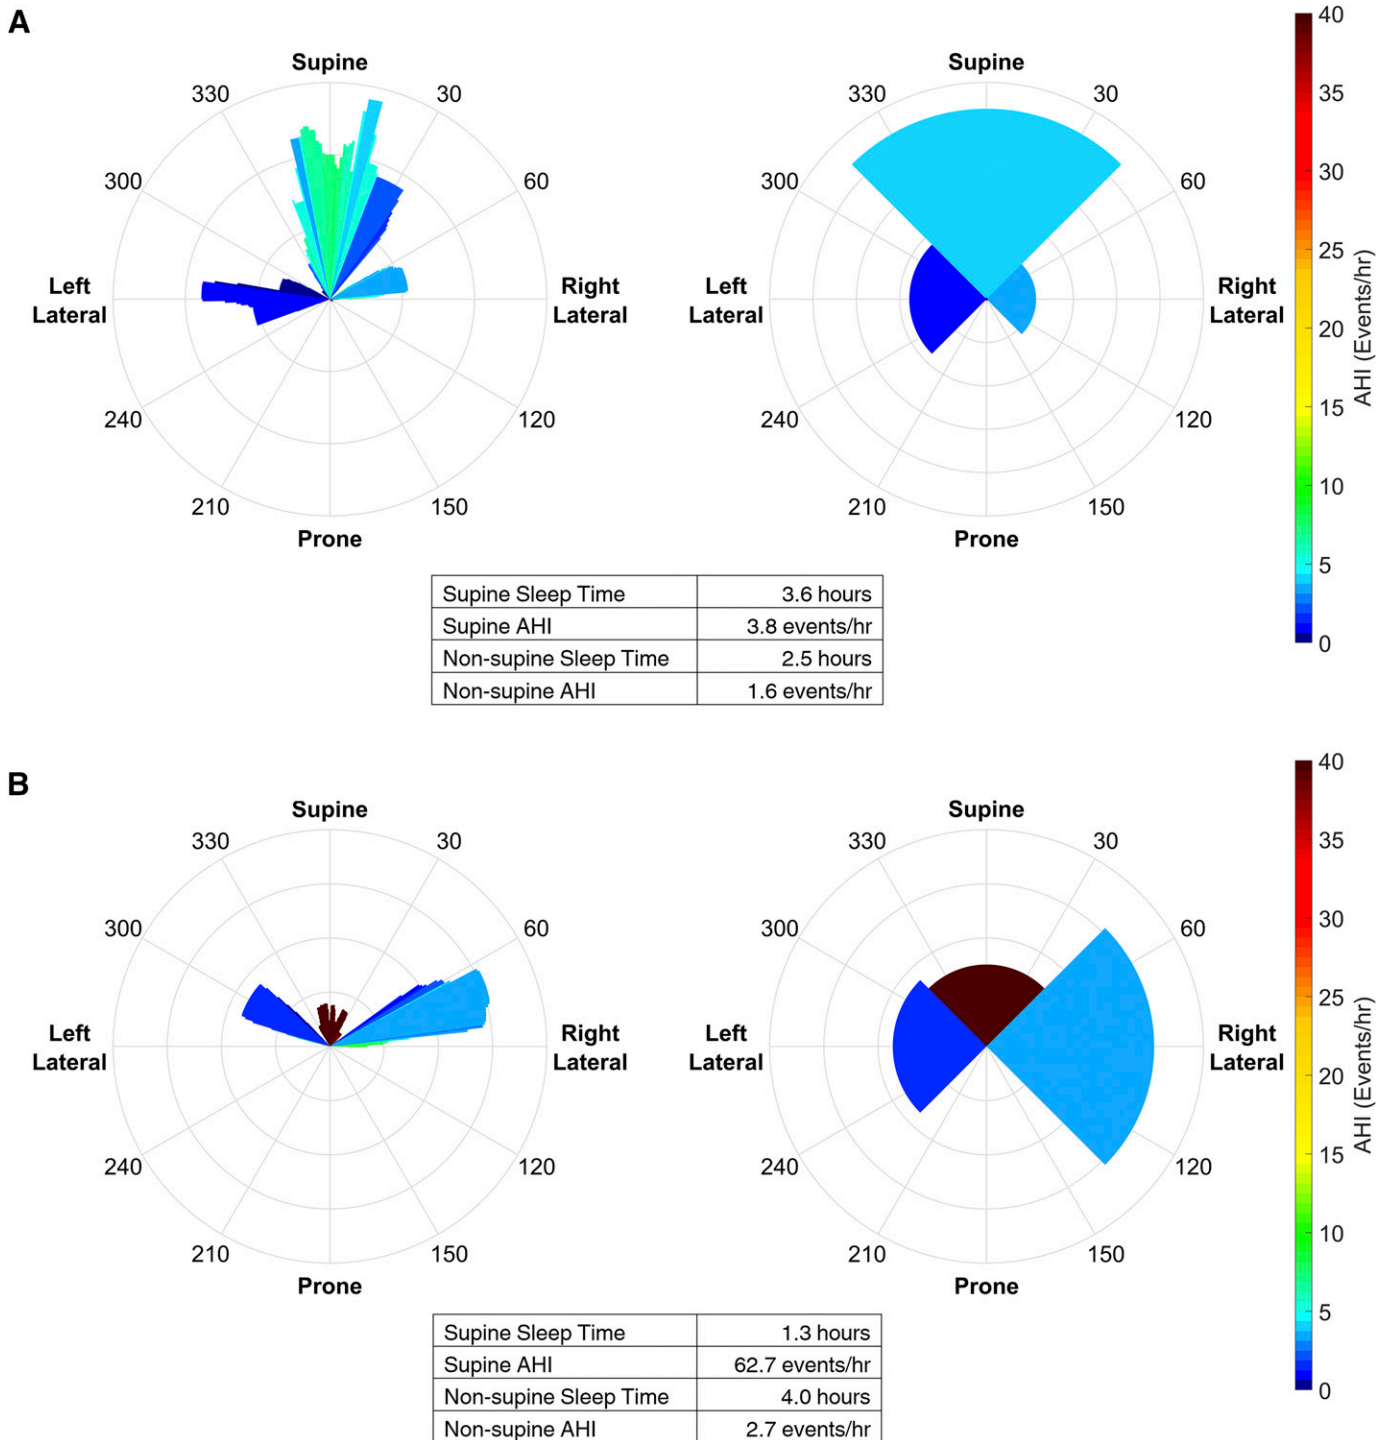 A
Supine
330 30
300 60
Left Lateral
Right Lateral
240 120
210 150
Prone
Supine
330 30
300 60
Left Lateral
Right Lateral
240 120
210 150
Prone
40
35
30
25
20
15
10
5
0
AHI (Events/hr)
Supine Sleep Time 3.6 hours
Supine AHI 3.8 events/hr
Non-supine Sleep Time 2.5 hours
Non-supine AHI 1.6 events/hr
B
Supine
330 30
300 60
Left Lateral
Right Lateral
240 120
210 150
Prone
Supine
330 30
300 60
Left Lateral
Right Lateral
240 120
210 150
Prone
40
35
30
25
20
15
10
5
0
AHI (Events/hr)
Supine Sleep Time 1.3 hours
Supine AHI 62.7 events/hr
Non-supine Sleep Time 4.0 hours
Non-supine AHI 2.7 events/hr